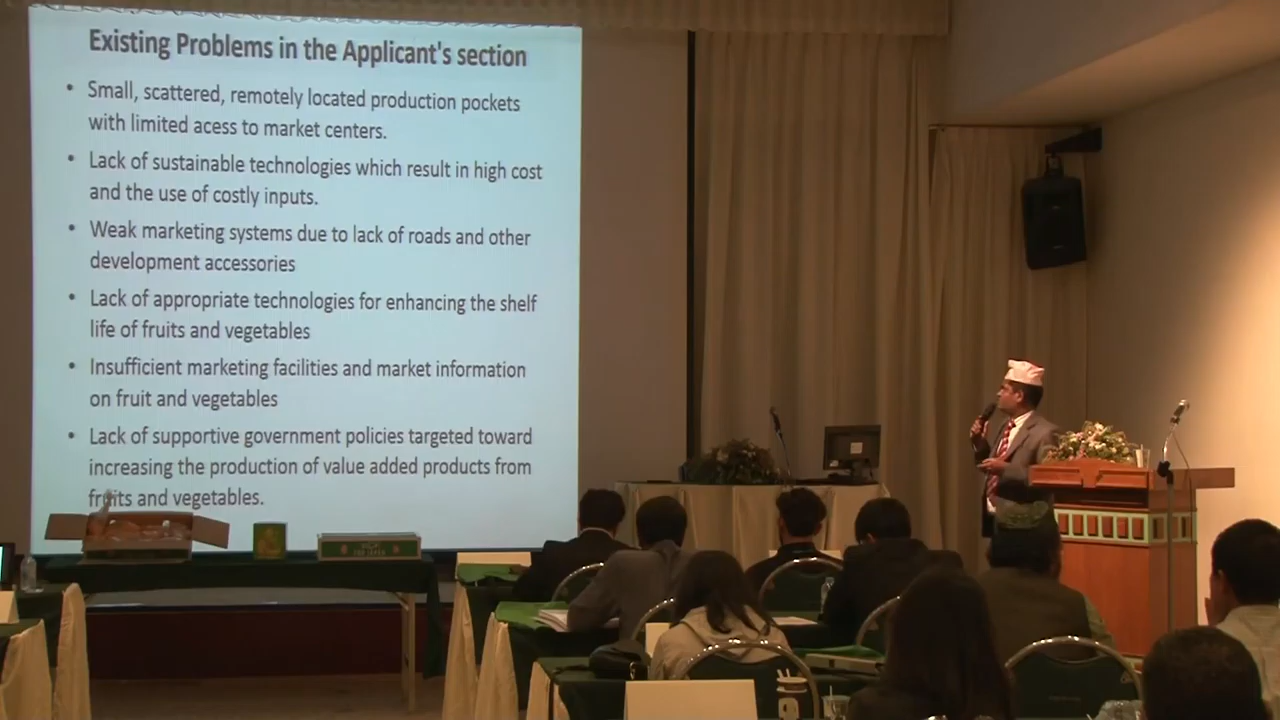 Existing Problems in the Applicant's section
• Small, scattered, remotely located production pockets
with limited acess to market centers.
• Lack of sustainable technologies which result in high cost
and the use of costly inputs.
• Weak marketing systems due to lack of roads and other
development accessories
• Lack of appropriate technologies for enhancing the shelf
life of fruits and vegetables
• Insufficient marketing facilities and market information
on fruit and vegetables
• Lack of supportive government policies targeted toward
increasing the production of value added products from
fruits and vegetables.